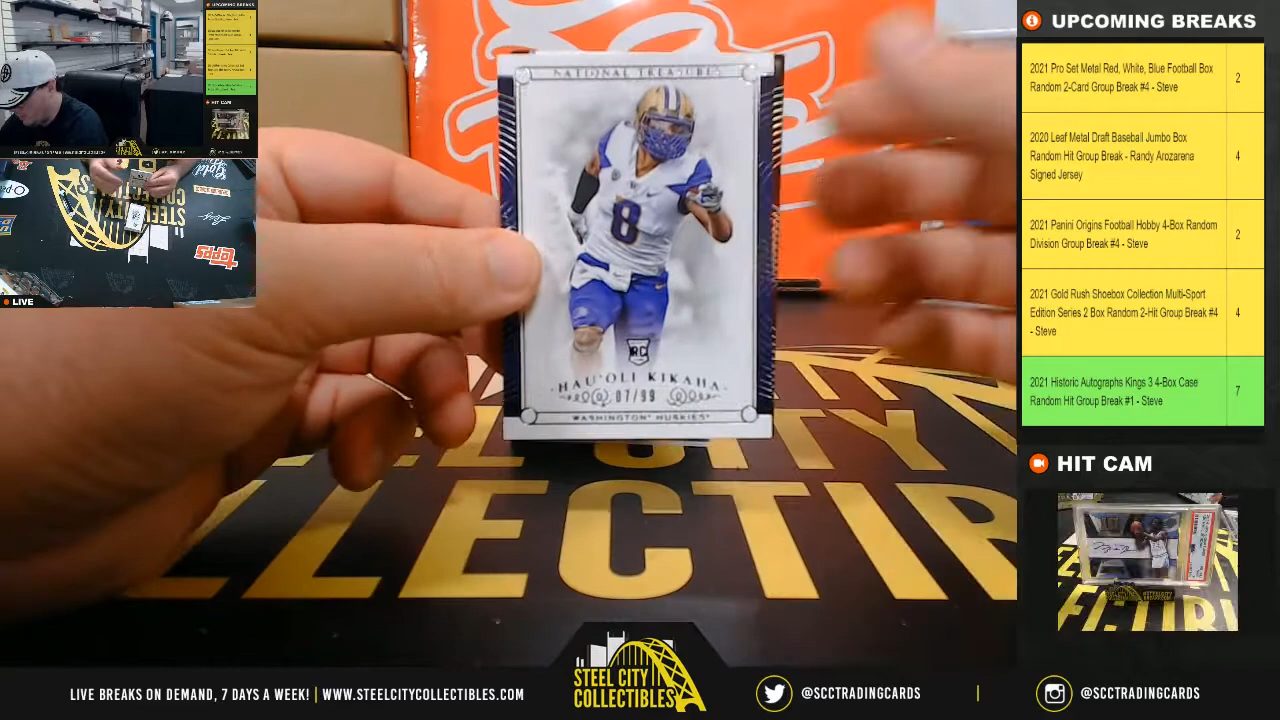 UPCOMING BREAKS
2021 Pro Set Metal Red, White, Blue Football Box
Random 2-Card Group Break #4 - Steve
2
2020 Leaf Metal Draft Baseball Jumbo Box
Random Hit Group Break - Randy Arozarena
Signed Jersey
4
2021 Panini Origins Football Hobby 4-Box Random
Division Group Break #4 - Steve
2
2021 Gold Rush Shoebox Collection Multi-Sport
Edition Series 2 Box Random 2-Hit Group Break #4
- Steve
4
2021 Historic Autographs Kings 3 4-Box Case
Random Hit Group Break #1 - Steve
7
HIT CAM
LIVE
topps
NATIONAL TREASURES
8
RC
HAU'OLI KIKAHA
07/99
WASHINGTON HUSKIES
EEL CITY
LLECTIB
STEEL CITY
COLLECTIBLES
LIVE BREAKS ON DEMAND, 7 DAYS A WEEK! | WWW.STEELCITYCOLLECTIBLES.COM
@SCCTRADINGCARDS
@SCCTRADINGCARDS